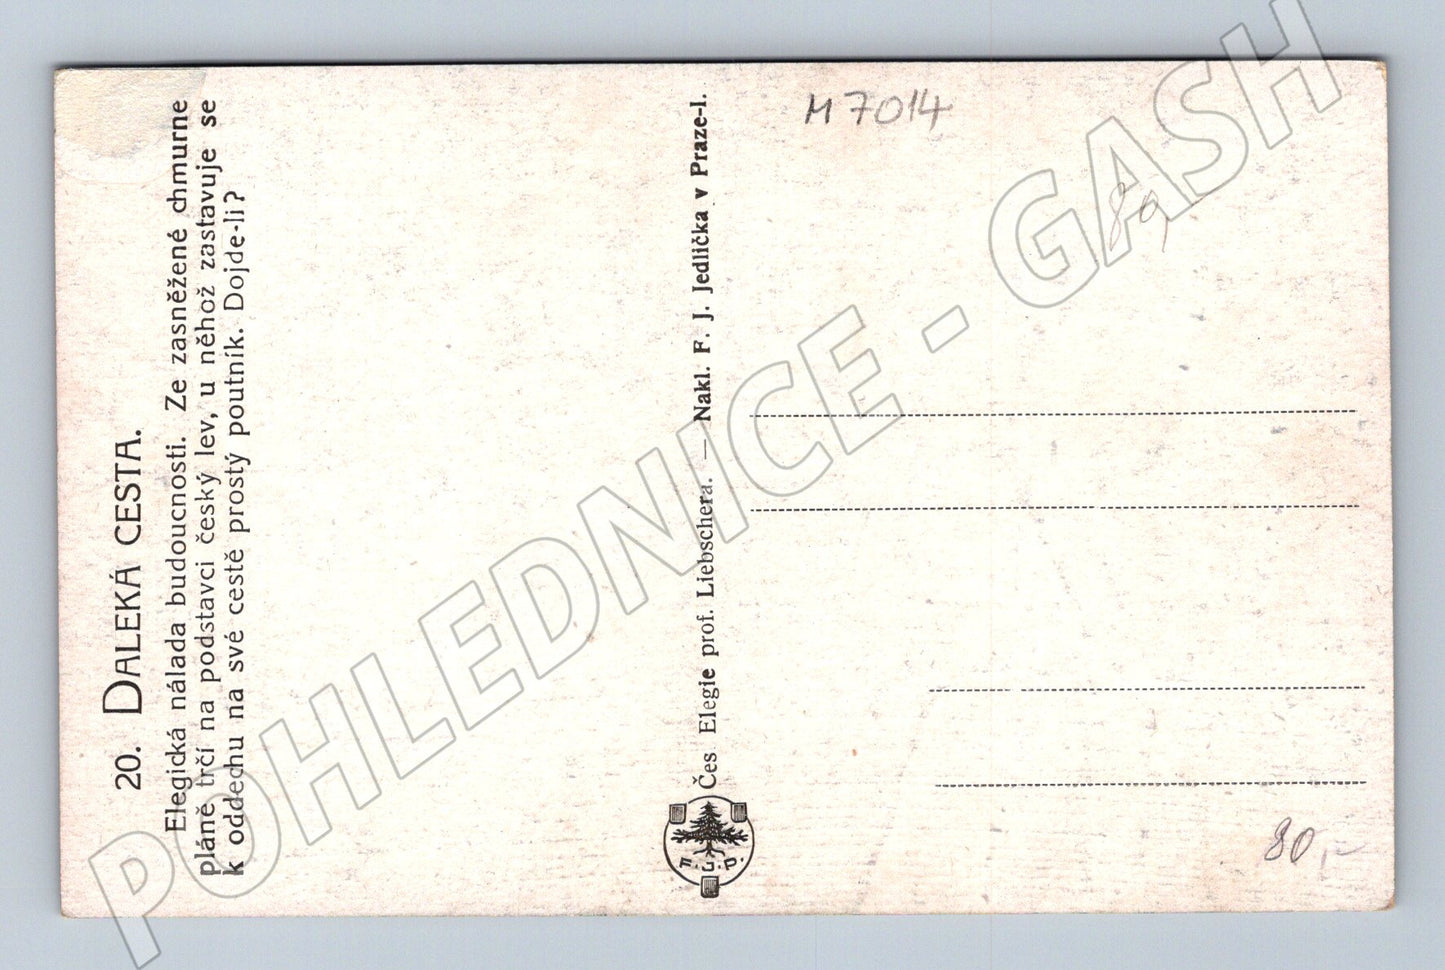 20. DALEKÁ CESTA.
Elegická nálada budoucnosti. Ze zasněžené chmurne
pláně trčí na podstavci český lev, u něhož zastavuje se
k oddechu na své cestě prostý poutník. Dojde-li?
Čes Elegie prof. Liebschera. — Nakl. F. J. Jedlička v Praze-I.
F. J. P.
M 7014
80,-
POHLEDNICE - GASH